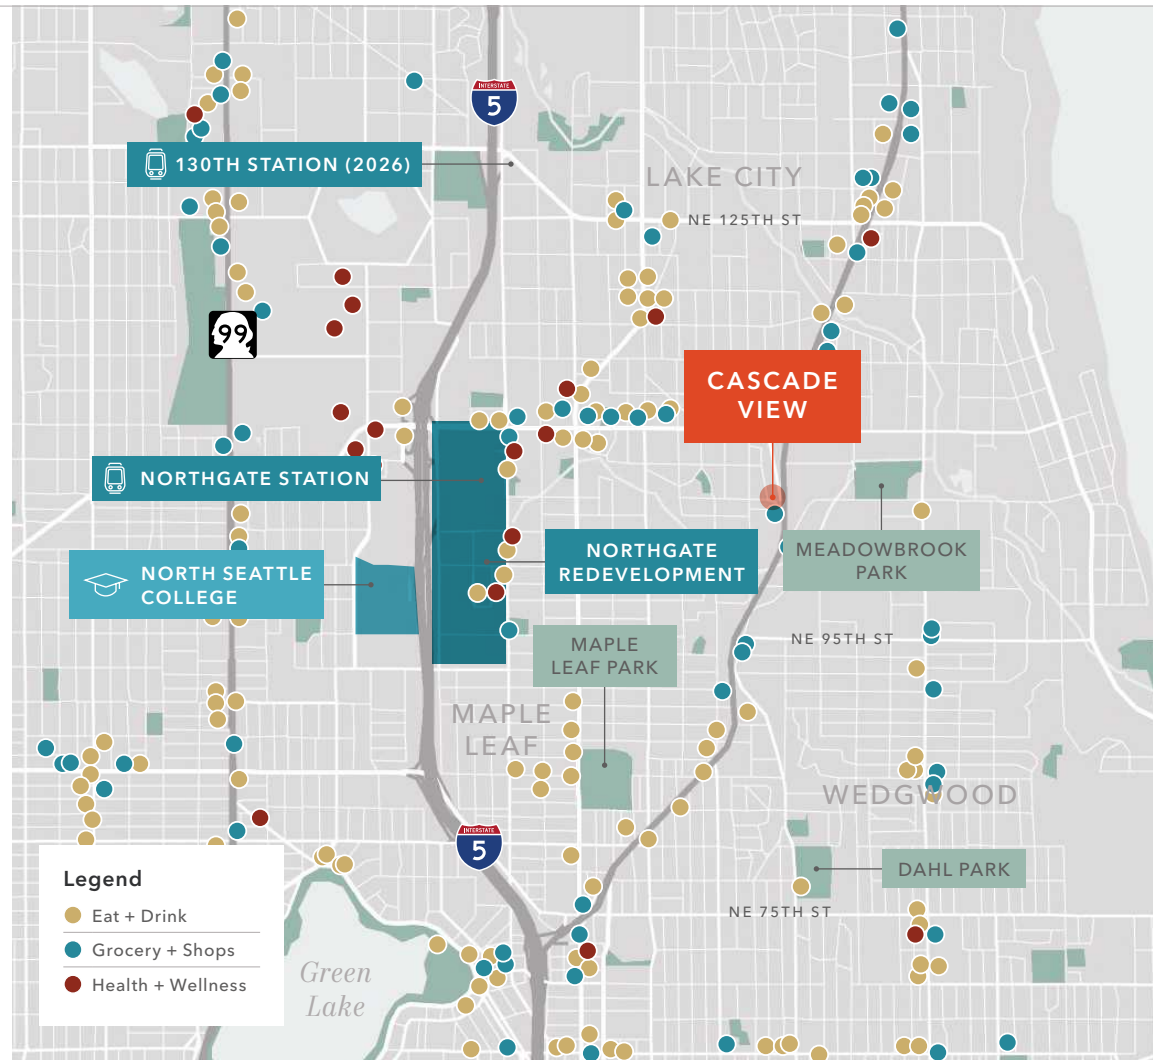 INTERSTATE
5
130TH STATION (2026)
LAKE CITY
NE 125TH ST
99
CASCADE
VIEW
NORTHGATE STATION
NORTHGATE
REDEVELOPMENT
MEADOWBROOK
PARK
NORTH SEATTLE
COLLEGE
NE 95TH ST
MAPLE
LEAF PARK
MAPLE
LEAF
WEDGWOOD
INTERSTATE
5
DAHL PARK
NE 75TH ST
Legend
Eat + Drink
Grocery + Shops
Health + Wellness
Green
Lake